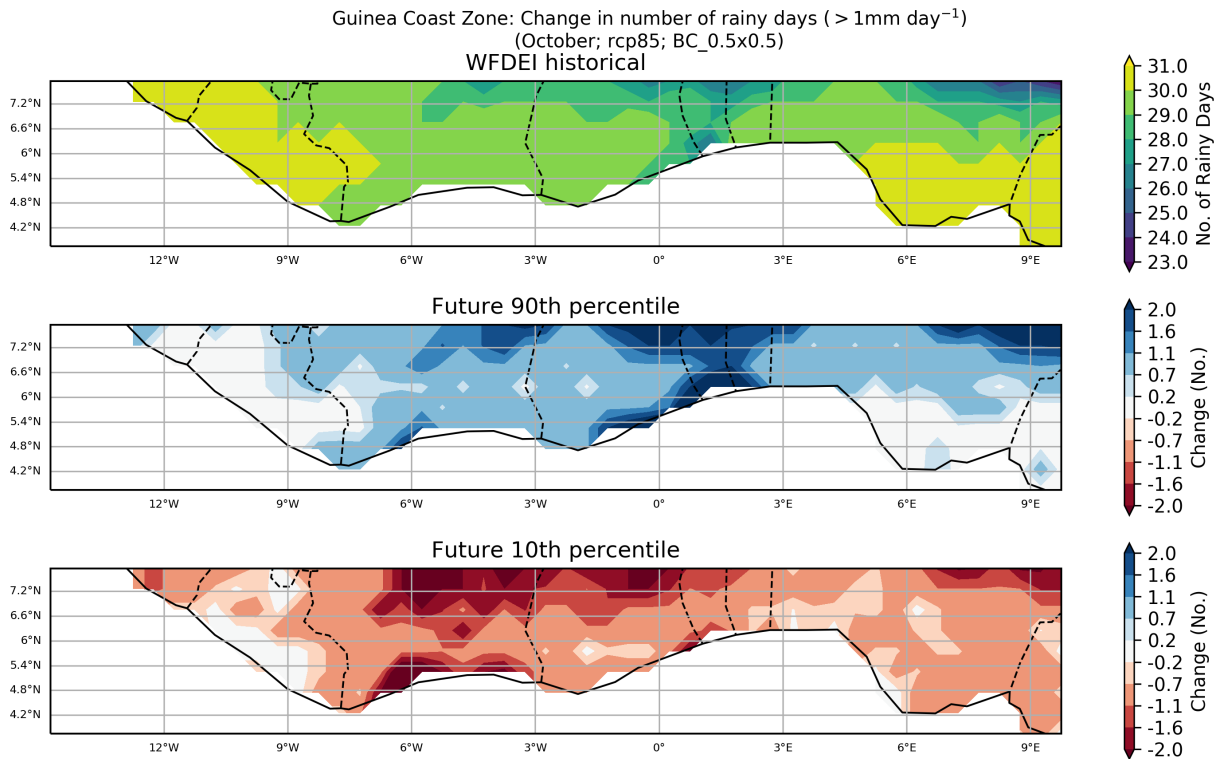 Guinea Coast Zone: Change in number of rainy days (>1mm day⁻¹)
(October; rcp85; BC_0.5x0.5)
WFDEI historical
7.2°N
6.6°N
6°N
5.4°N
4.8°N
4.2°N
12°W 9°W 6°W 3°W 0° 3°E 6°E 9°E
31.0
30.0
29.0
28.0
27.0
26.0
25.0
24.0
23.0
No. of Rainy Days
Future 90th percentile
7.2°N
6.6°N
6°N
5.4°N
4.8°N
4.2°N
12°W 9°W 6°W 3°W 0° 3°E 6°E 9°E
2.0
1.6
1.1
0.7
0.2
-0.2
-0.7
-1.1
-1.6
-2.0
Change (No.)
Future 10th percentile
7.2°N
6.6°N
6°N
5.4°N
4.8°N
4.2°N
12°W 9°W 6°W 3°W 0° 3°E 6°E 9°E
2.0
1.6
1.1
0.7
0.2
-0.2
-0.7
-1.1
-1.6
-2.0
Change (No.)